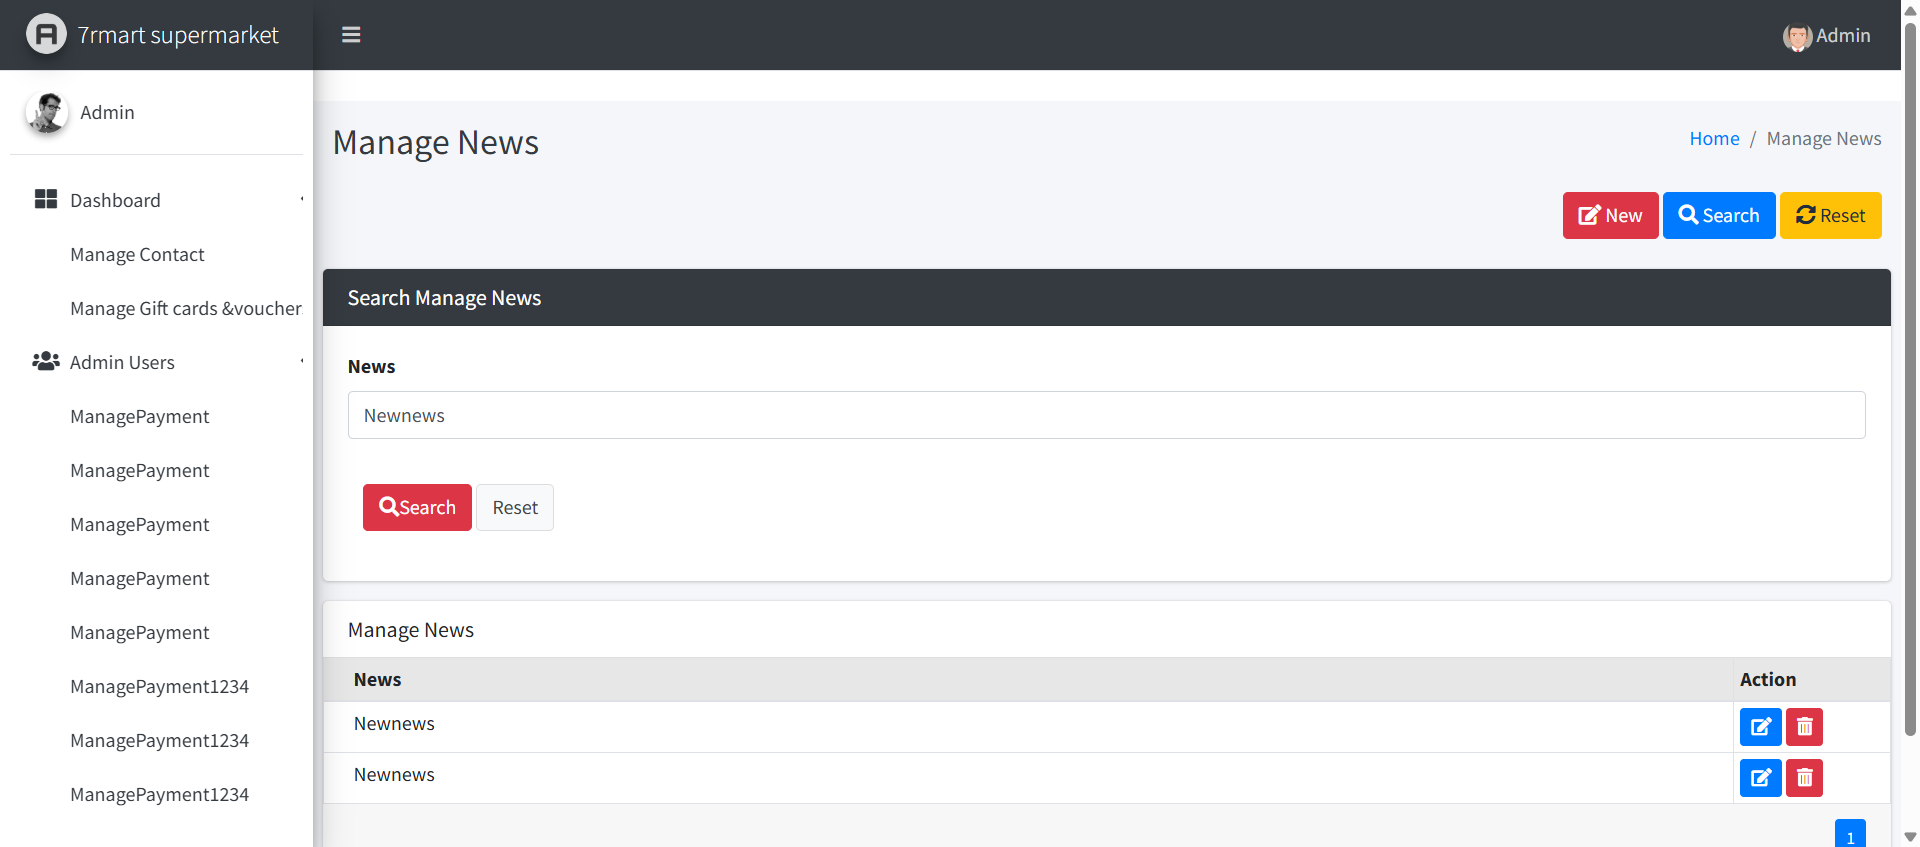 7rmart supermarket
Admin
Admin
Manage News
Home / Manage News
Dashboard
New Search Reset
Manage Contact
Manage Gift cards &voucher
Search Manage News
Admin Users
News
ManagePayment
Newnews
ManagePayment
ManagePayment
Search Reset
ManagePayment
ManagePayment
Manage News
ManagePayment1234
News Action
Newnews
ManagePayment1234
Newnews
ManagePayment1234
1